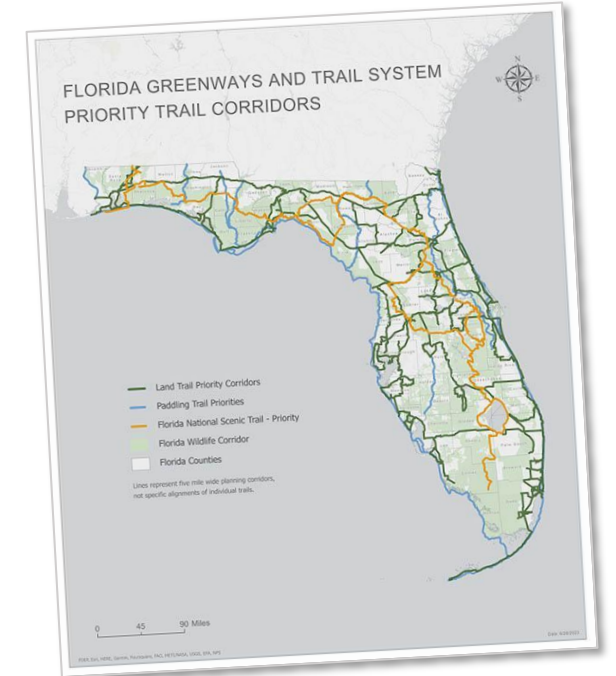 FLORIDA GREENWAYS AND TRAIL SYSTEM
PRIORITY TRAIL CORRIDORS
N
W E
S
Land Trail Priority Corridors
Paddling Trail Priorities
Florida National Scenic Trail - Priority
Florida Wildlife Corridor
Florida Counties
Lines represent five mile wide planning corridors,
not specific alignments of individual trails.
0 45 90 Miles